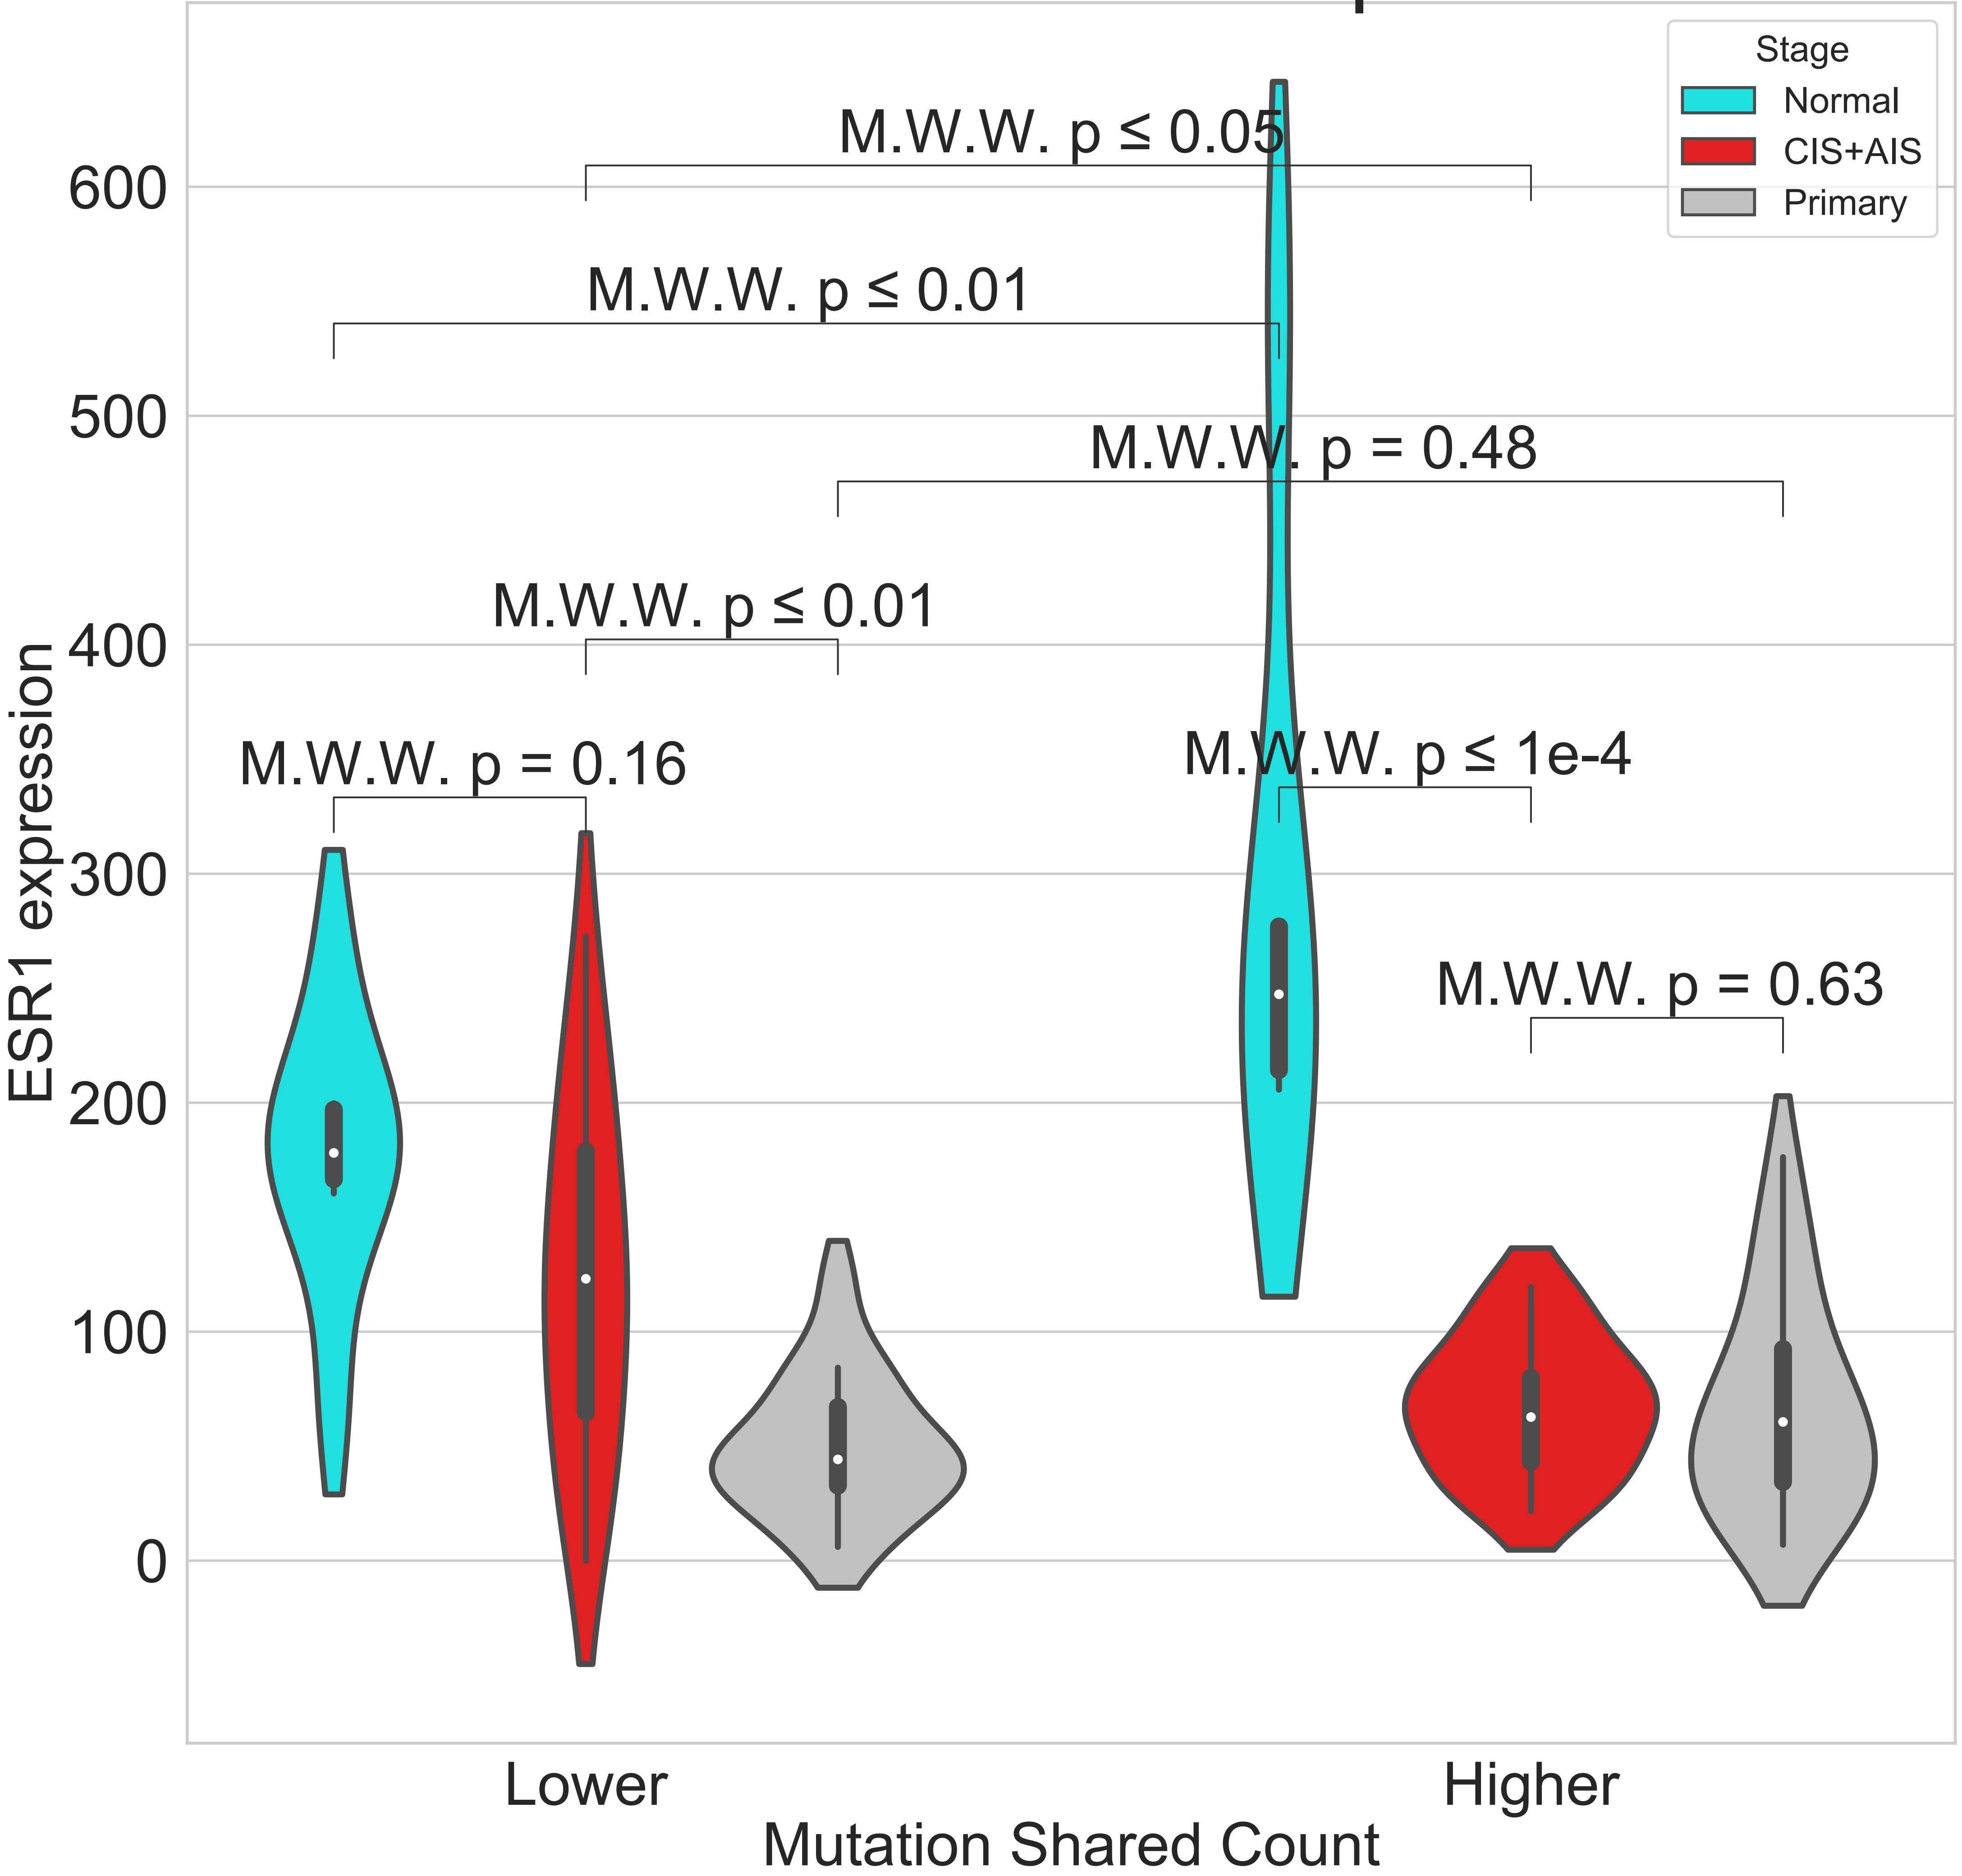 Stage
Normal
CIS+AIS
Primary
M.W.W. p ≤ 0.05
M.W.W. p ≤ 0.01
M.W.W. p = 0.48
M.W.W. p ≤ 0.01
M.W.W. p = 0.16
M.W.W. p ≤ 1e-4
M.W.W. p = 0.63
ESR1 expression
600
500
400
300
200
100
0
Lower
Higher
Mutation Shared Count